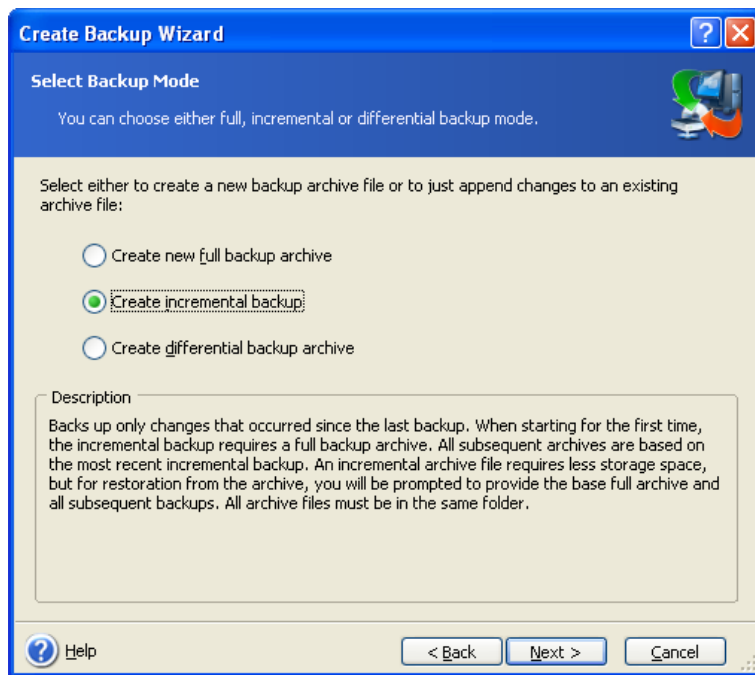 Create Backup Wizard
Select Backup Mode
You can choose either full, incremental or differential backup mode.
Select either to create a new backup archive file or to just append changes to an existing
archive file:
Create new full backup archive
Create incremental backup
Create differential backup archive
Description
Backs up only changes that occurred since the last backup. When starting for the first time,
the incremental backup requires a full backup archive. All subsequent archives are based on
the most recent incremental backup. An incremental archive file requires less storage space,
but for restoration from the archive, you will be prompted to provide the base full archive and
all subsequent backups. All archive files must be in the same folder.
Help
< Back
Next >
Cancel